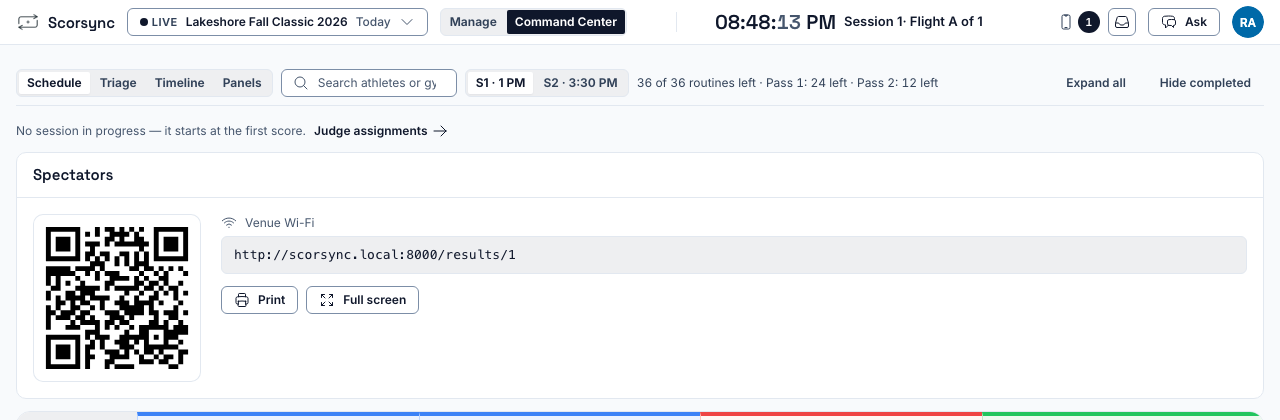 Scorsync
LIVE Lakeshore Fall Classic 2026 Today
Manage Command Center
08:48:13 PM Session 1· Flight A of 1
1
Ask
RA
Schedule Triage Timeline Panels
Search athletes or gy
S1 · 1 PM S2 · 3:30 PM
36 of 36 routines left · Pass 1: 24 left · Pass 2: 12 left
Expand all Hide completed
No session in progress — it starts at the first score. Judge assignments →
Spectators
Venue Wi-Fi
http://scorsync.local:8000/results/1
Print Full screen